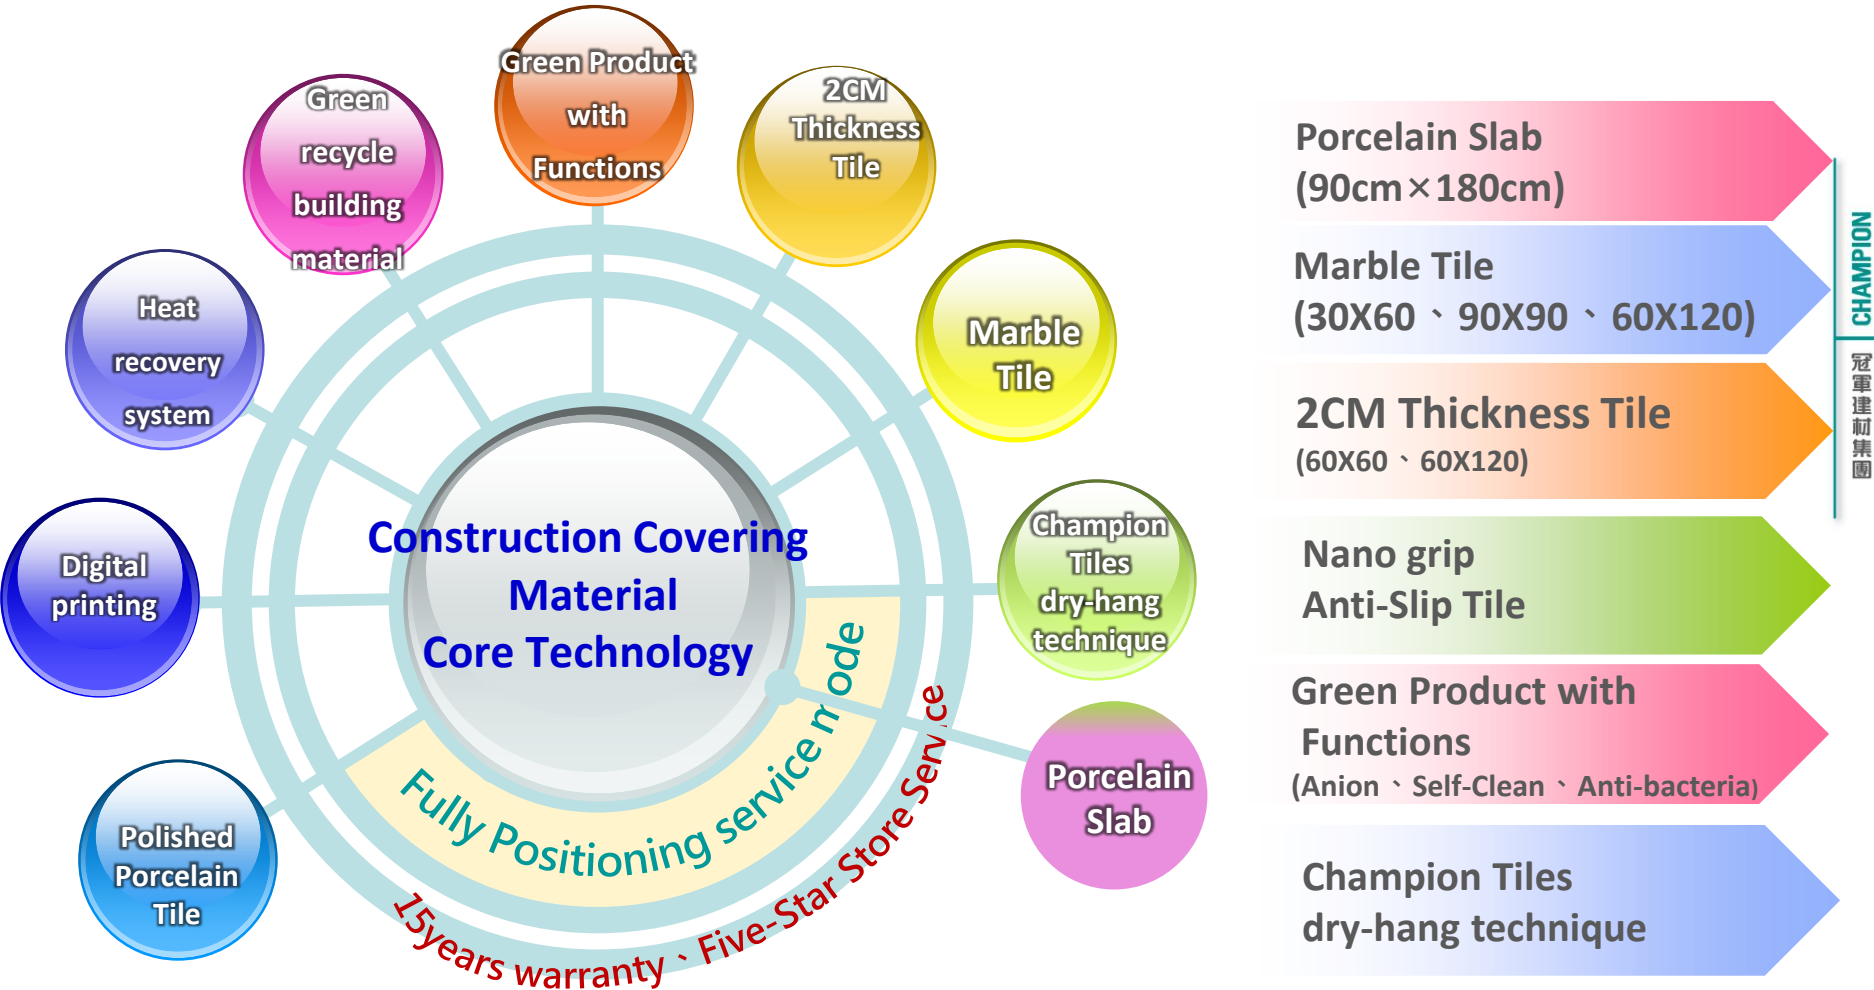 Green Product
with
Functions
2CM
Thickness
Tile
Green
recycle
building
material
Marble
Tile
Heat
recovery
system
Champion
Tiles
dry-hang
technique
Digital
printing
Porcelain
Slab
Polished
Porcelain
Tile
Construction Covering
Material
Core Technology
Fully Positioning service mode
15years warranty、Five-Star Store Service
Porcelain Slab
(90cm×180cm)
Marble Tile
(30X60、90X90、60X120)
2CM Thickness Tile
(60X60、60X120)
Nano grip
Anti-Slip Tile
Green Product with
Functions
(Anion、Self-Clean、Anti-bacteria)
Champion Tiles
dry-hang technique
CHAMPION
冠軍建材集團